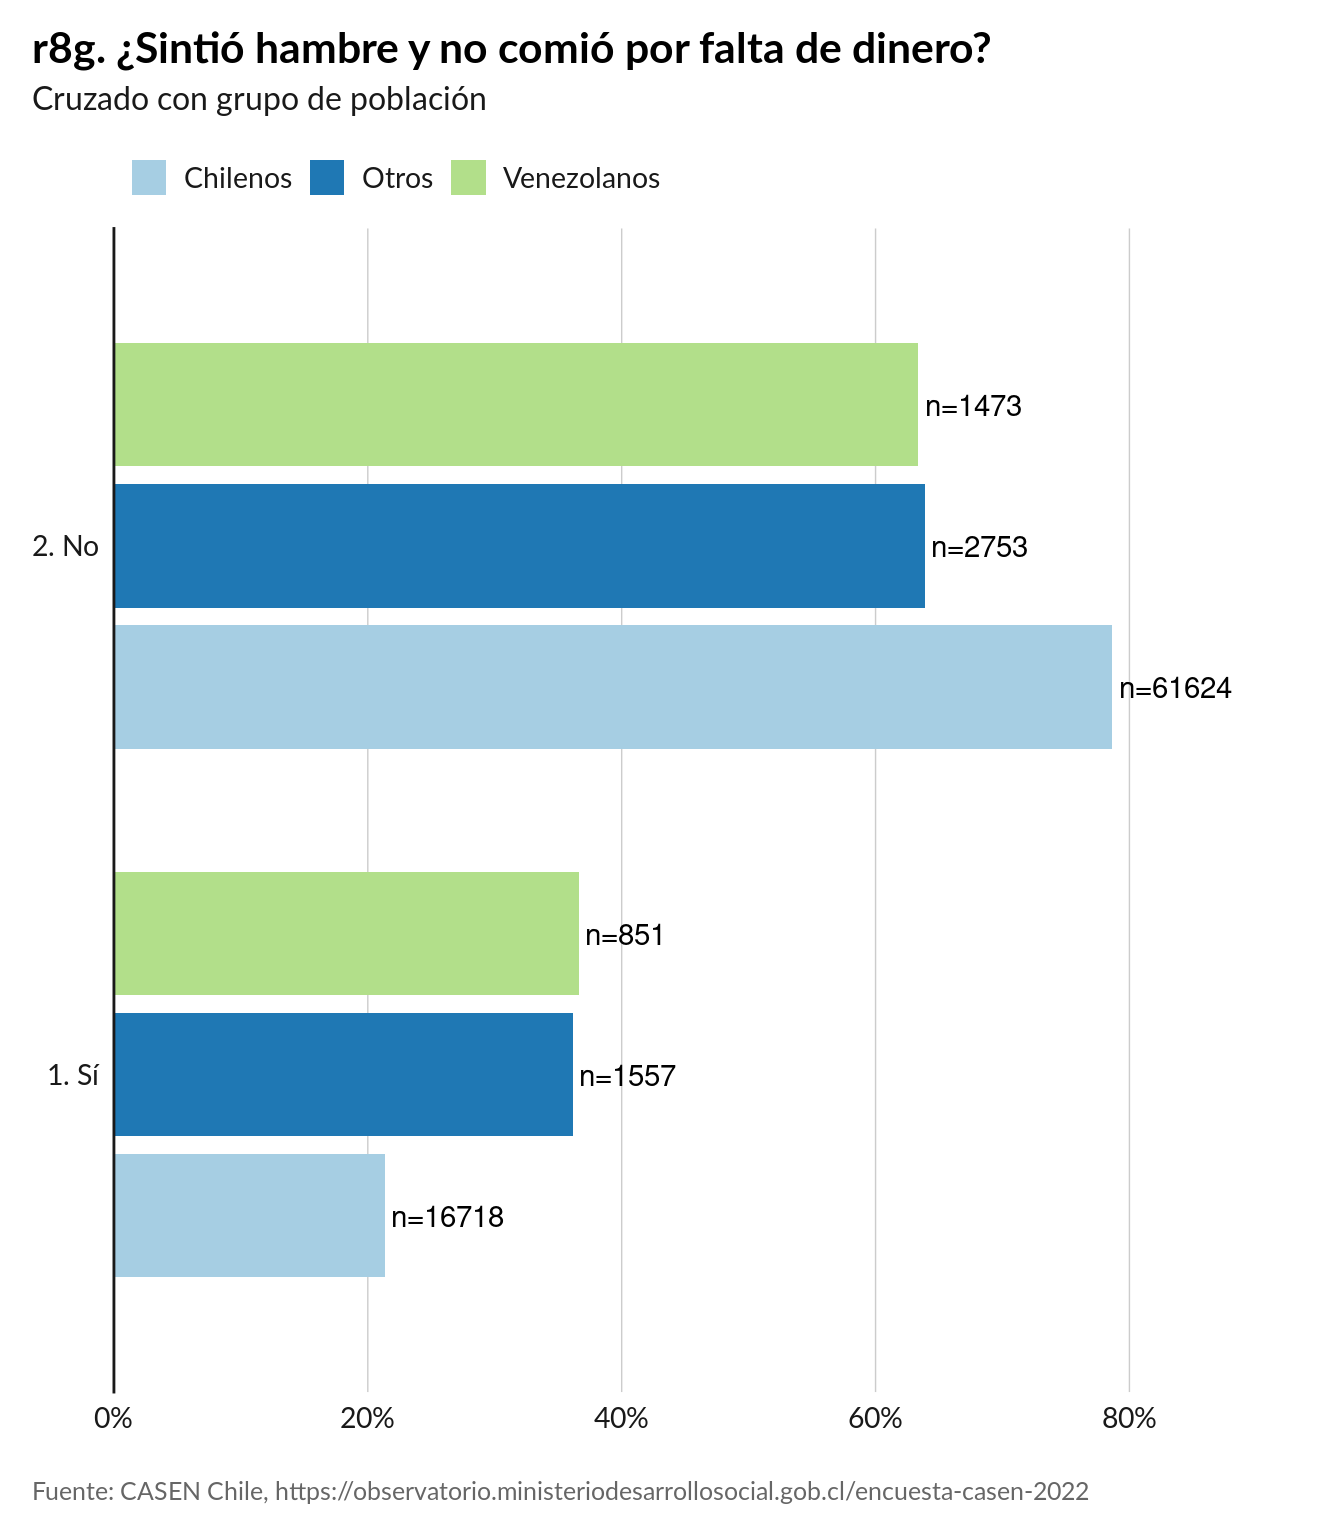 r8g. ¿Sintió hambre y no comió por falta de dinero?
Cruzado con grupo de población
Chilenos Otros Venezolanos
n=1473
2. No n=2753
n=61624
n=851
1. Sí n=1557
n=16718
0% 20% 40% 60% 80%
Fuente: CASEN Chile, https://observatorio.ministeriodesarrollosocial.gob.cl/encuesta-casen-2022